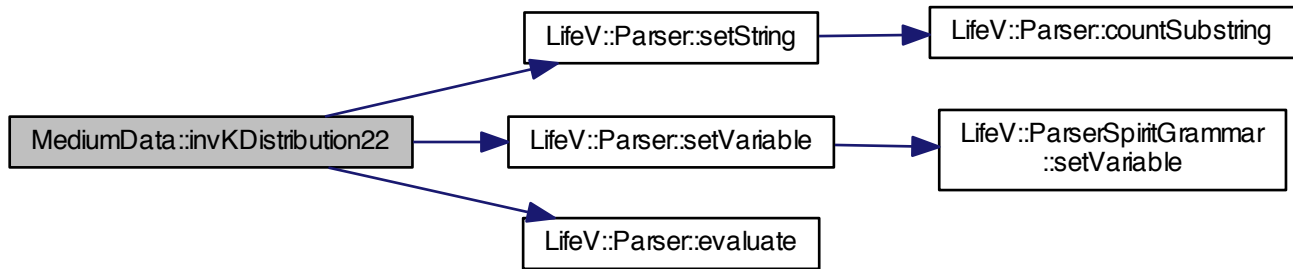 MediumData::invKDistribution22
LifeV::Parser::setString
LifeV::Parser::countSubstring
LifeV::Parser::setVariable
LifeV::ParserSpiritGrammar
::setVariable
LifeV::Parser::evaluate